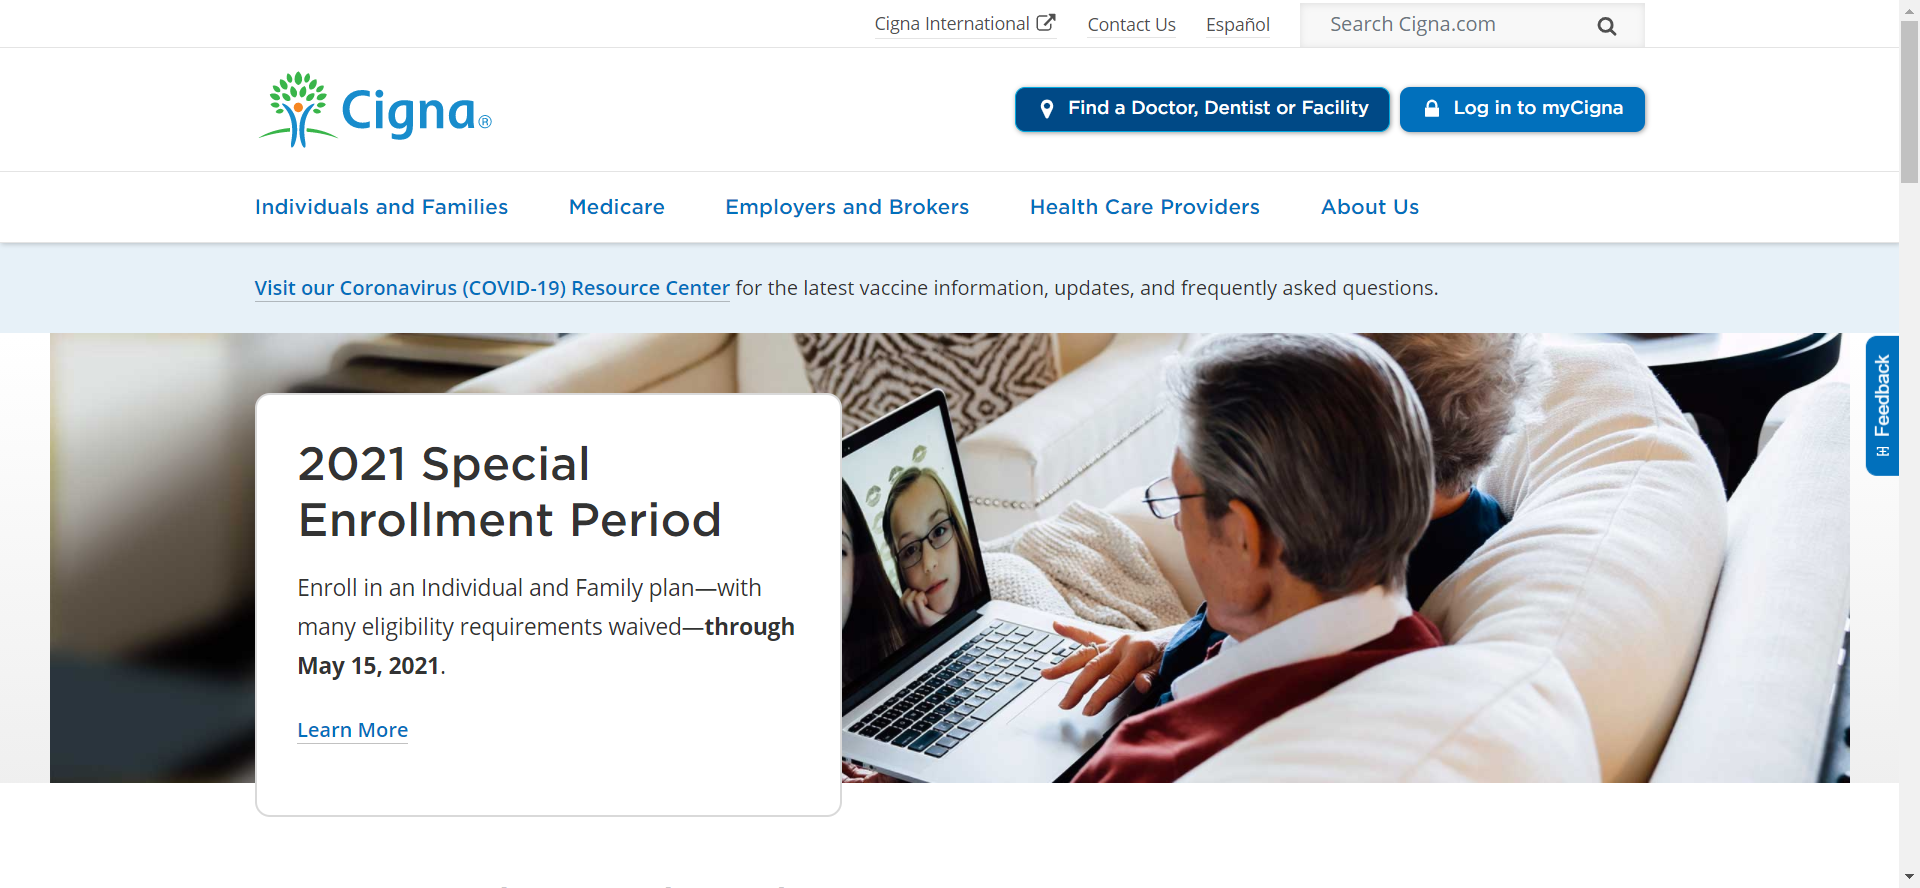 Cigna International
Contact Us
Español
Search Cigna.com
Cigna®
Find a Doctor, Dentist or Facility
Log in to myCigna
Individuals and Families
Medicare
Employers and Brokers
Health Care Providers
About Us
Visit our Coronavirus (COVID-19) Resource Center for the latest vaccine information, updates, and frequently asked questions.
2021 Special
Enrollment Period
Enroll in an Individual and Family plan—with
many eligibility requirements waived—through
May 15, 2021.
Learn More
Feedback